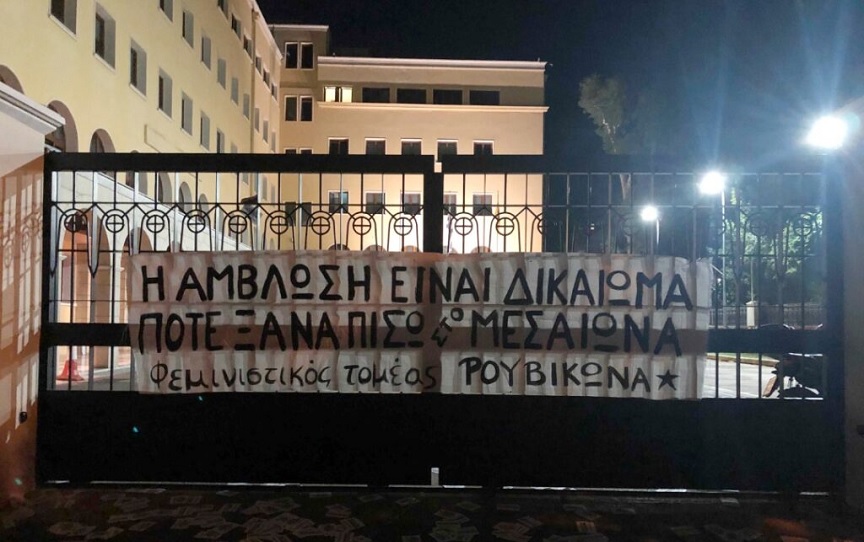 Η ΑΜΒΛΩΣΗ ΕΙΝΑΙ ΔΙΚΑΙΩΜΑ
ΠΟΤΕ ΞΑΝΑ ΠΙΣΩ ΣΤΟ ΜΕΣΑΙΩΝΑ
Φεμινιστικός τομέας ΡΟΥΒΙΚΩΝΑ★